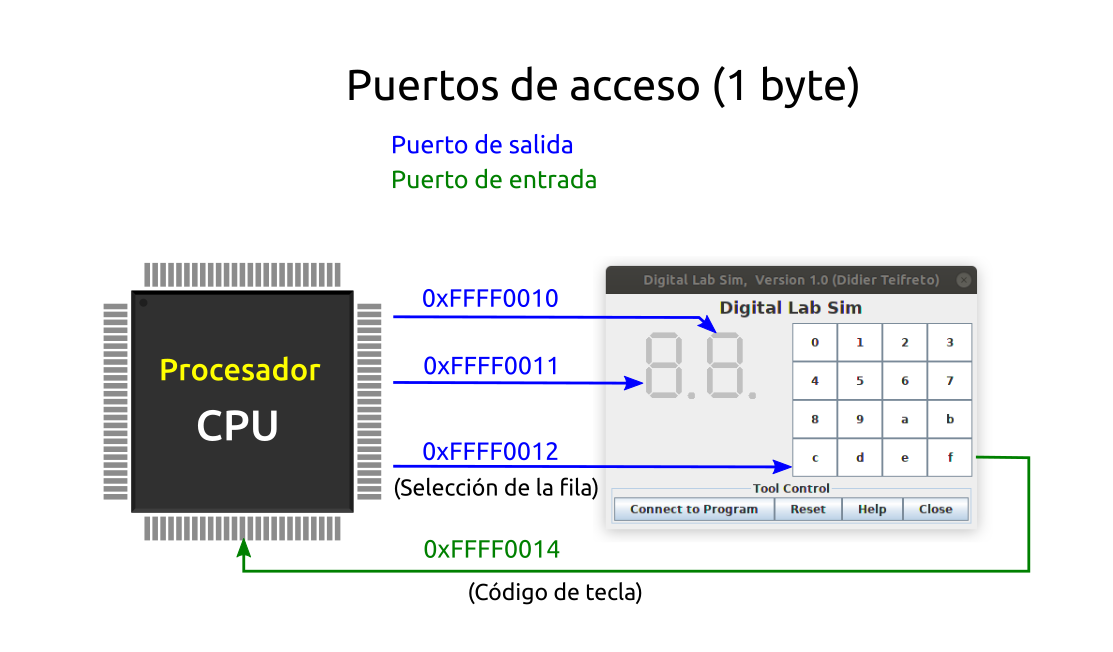 Puertos de acceso (1 byte)
Puerto de salida
Puerto de entrada
Procesador
CPU
0xFFFF0010
0xFFFF0011
0xFFFF0012
(Selección de la fila)
0xFFFF0014
(Código de tecla)
Digital Lab Sim, Version 1.0 (Didier Teifreto)
Digital Lab Sim
8.8.
0 1 2 3
4 5 6 7
8 9 a b
c d e f
Tool Control
Connect to Program Reset Help Close